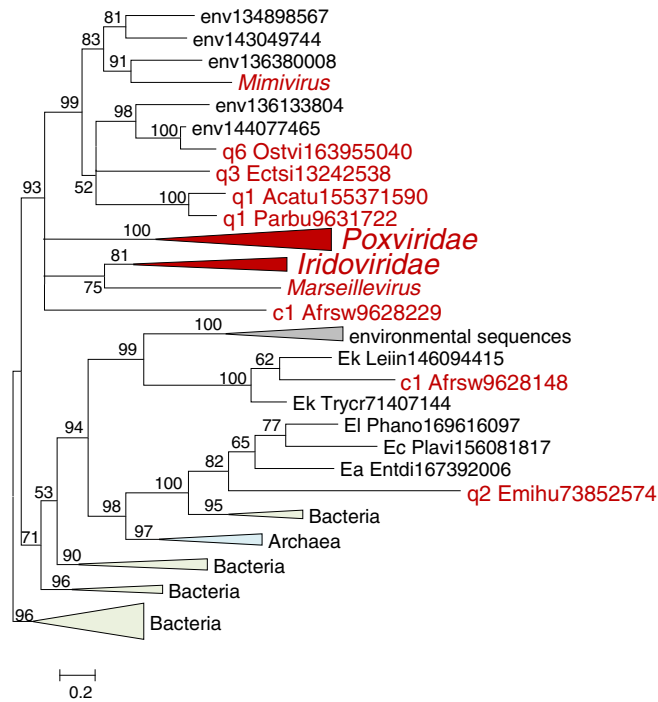 81
env134898567
83
env143049744
env136380008
91
Mimivirus
99
env136133804
98
env144077465
100
q6 Ostvi163955040
q3 Ectsi13242538
93
52
q1 Acatu155371590
100
q1 Parbu9631722
100
Poxviridae
81
Iridoviridae
75
Marseillevirus
c1 Afrsw9628229
100
environmental sequences
99
Ek Leiin146094415
62
c1 Afrsw9628148
100
Ek Trycr71407144
94
El Phano169616097
77
65
Ec Plavi156081817
82
Ea Entdi167392006
100
q2 Emihu73852574
53
98
95
Bacteria
71
97
Archaea
90
Bacteria
96
Bacteria
96
Bacteria
0.2